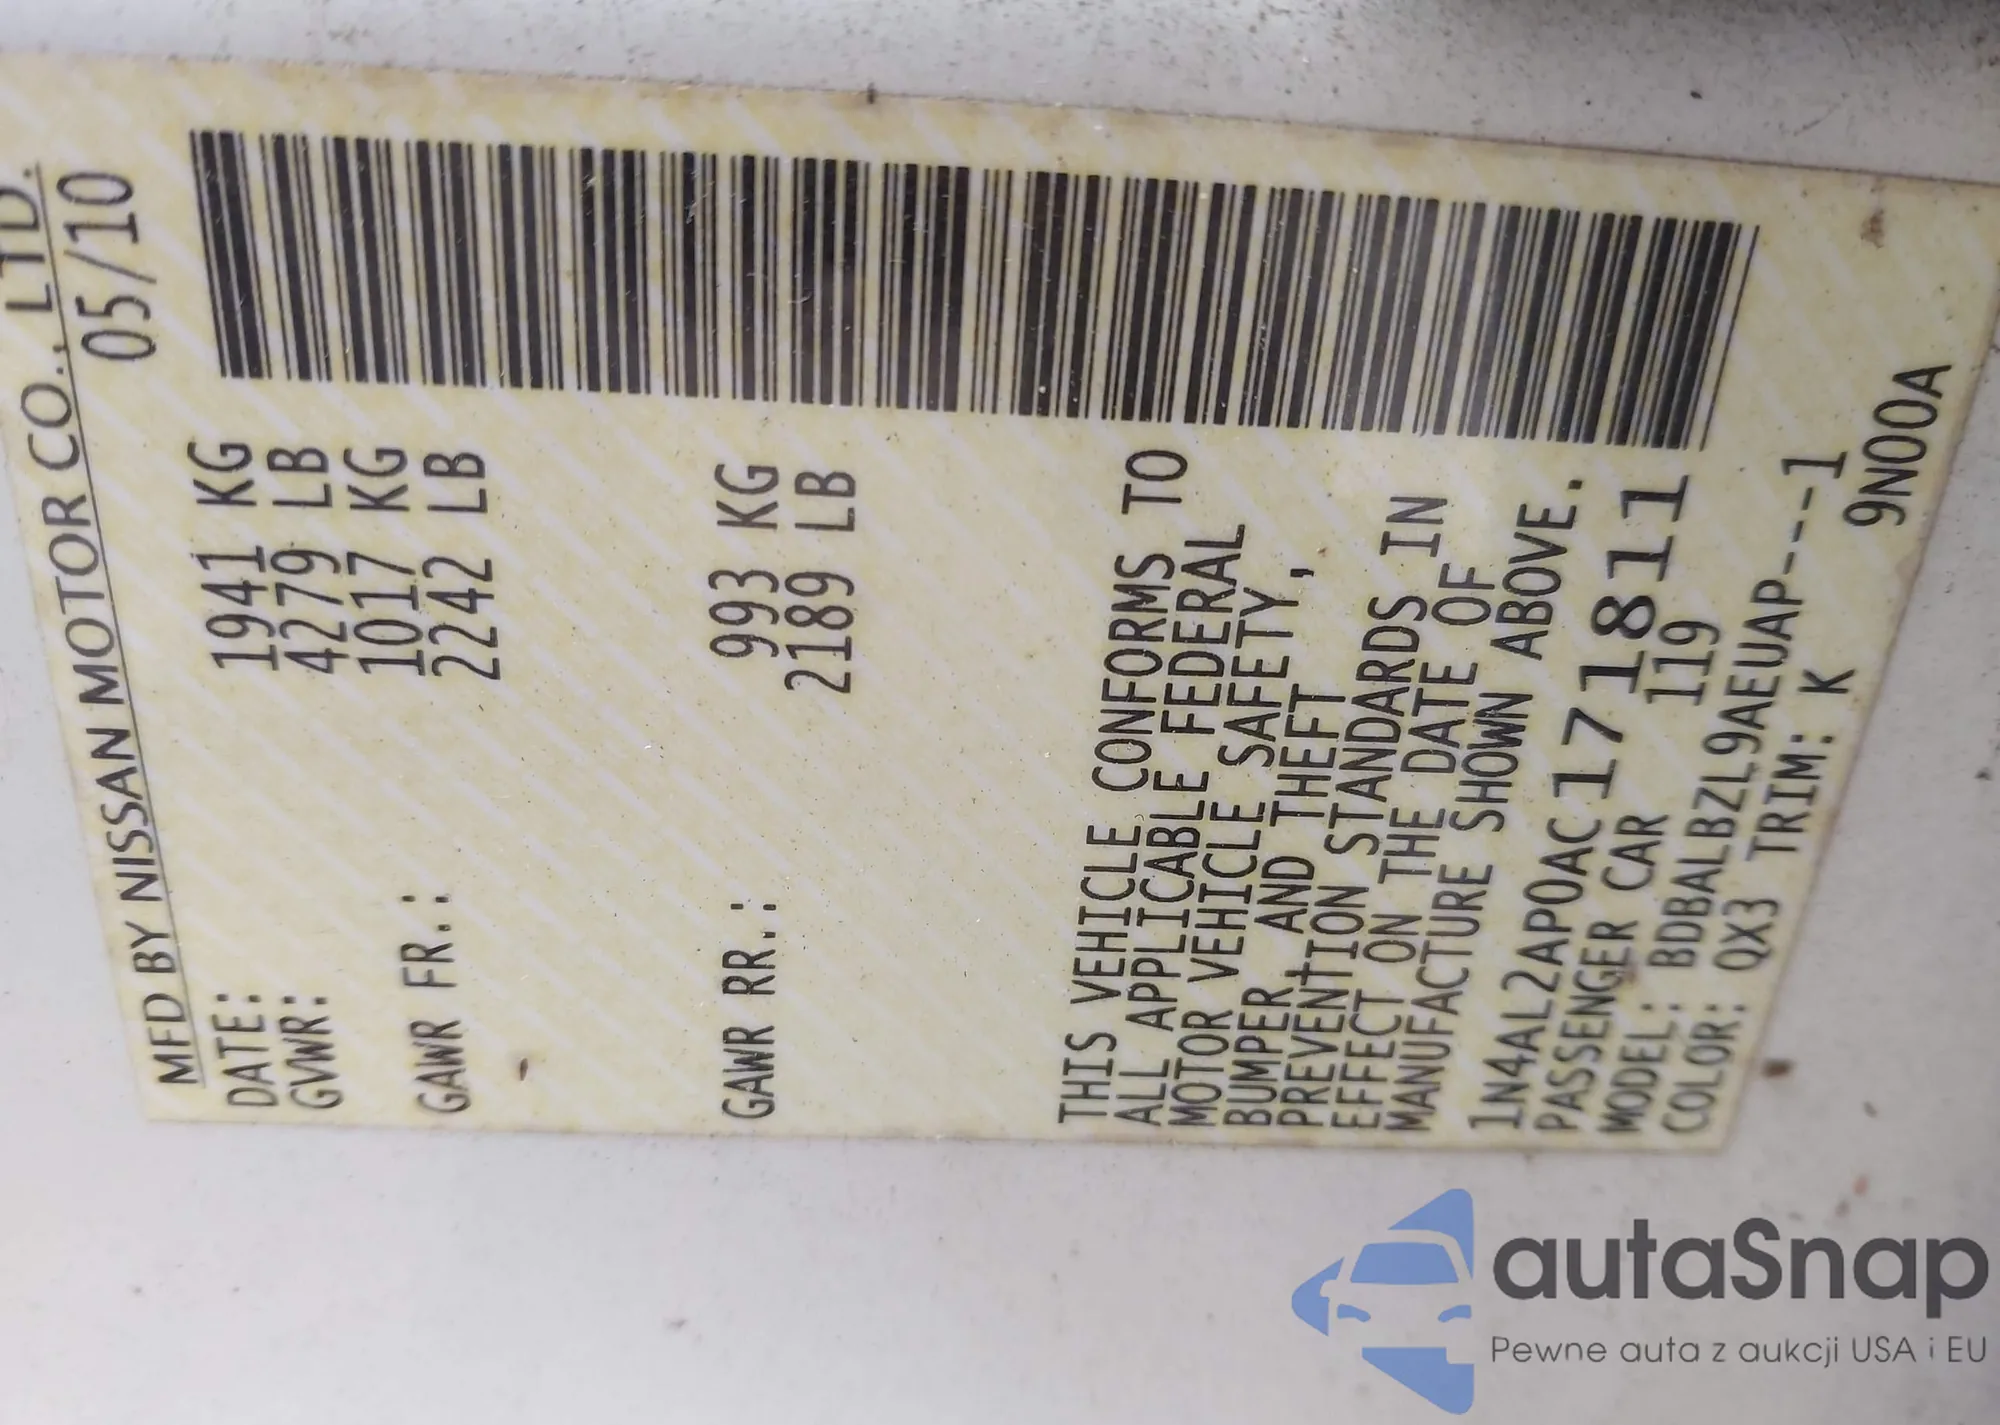 MFD BY NISSAN MOTOR CO., LTD.
DATE: 05/10
GVWR: 1941 KG
4279 LB
GAWR FR.: 1017 KG
2242 LB
GAWR RR.: 993 KG
2189 LB
THIS VEHICLE CONFORMS TO
ALL APPLICABLE FEDERAL
MOTOR VEHICLE SAFETY,
BUMPER, AND THEFT
PREVENTION STANDARDS IN
EFFECT ON THE DATE OF
MANUFACTURE SHOWN ABOVE.
1N4AL2AP0AC171811
PASSENGER CAR 119
MODEL: BDBALBZL9AEUAP----1
COLOR: QX3 TRIM: K 9N00A
autaSnap
Pewne auta z aukcji USA i EU